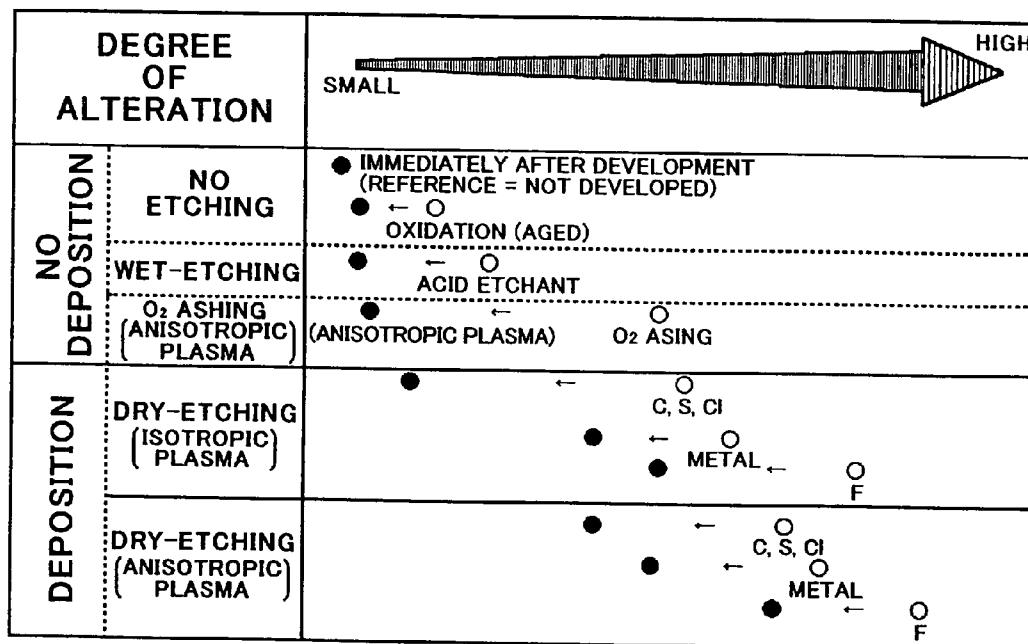 DEGREE
OF
ALTERATION
SMALL
HIGH
NO
DEPOSITION
NO
ETCHING
● IMMEDIATELY AFTER DEVELOPMENT
(REFERENCE = NOT DEVELOPED)
● ← ○
OXIDATION (AGED)
WET-ETCHING
● ← ○
ACID ETCHANT
O₂ ASHING
(ANISOTROPIC)
PLASMA
● ← ○
(ANISOTROPIC PLASMA) O₂ ASING
DEPOSITION
DRY-ETCHING
(ISOTROPIC)
PLASMA
● ← ○
C, S, Cl
● ← ○
METAL
● ← ○
F
DRY-ETCHING
(ANISOTROPIC)
PLASMA
● ← ○
C, S, Cl
● ← ○
METAL
● ← ○
F